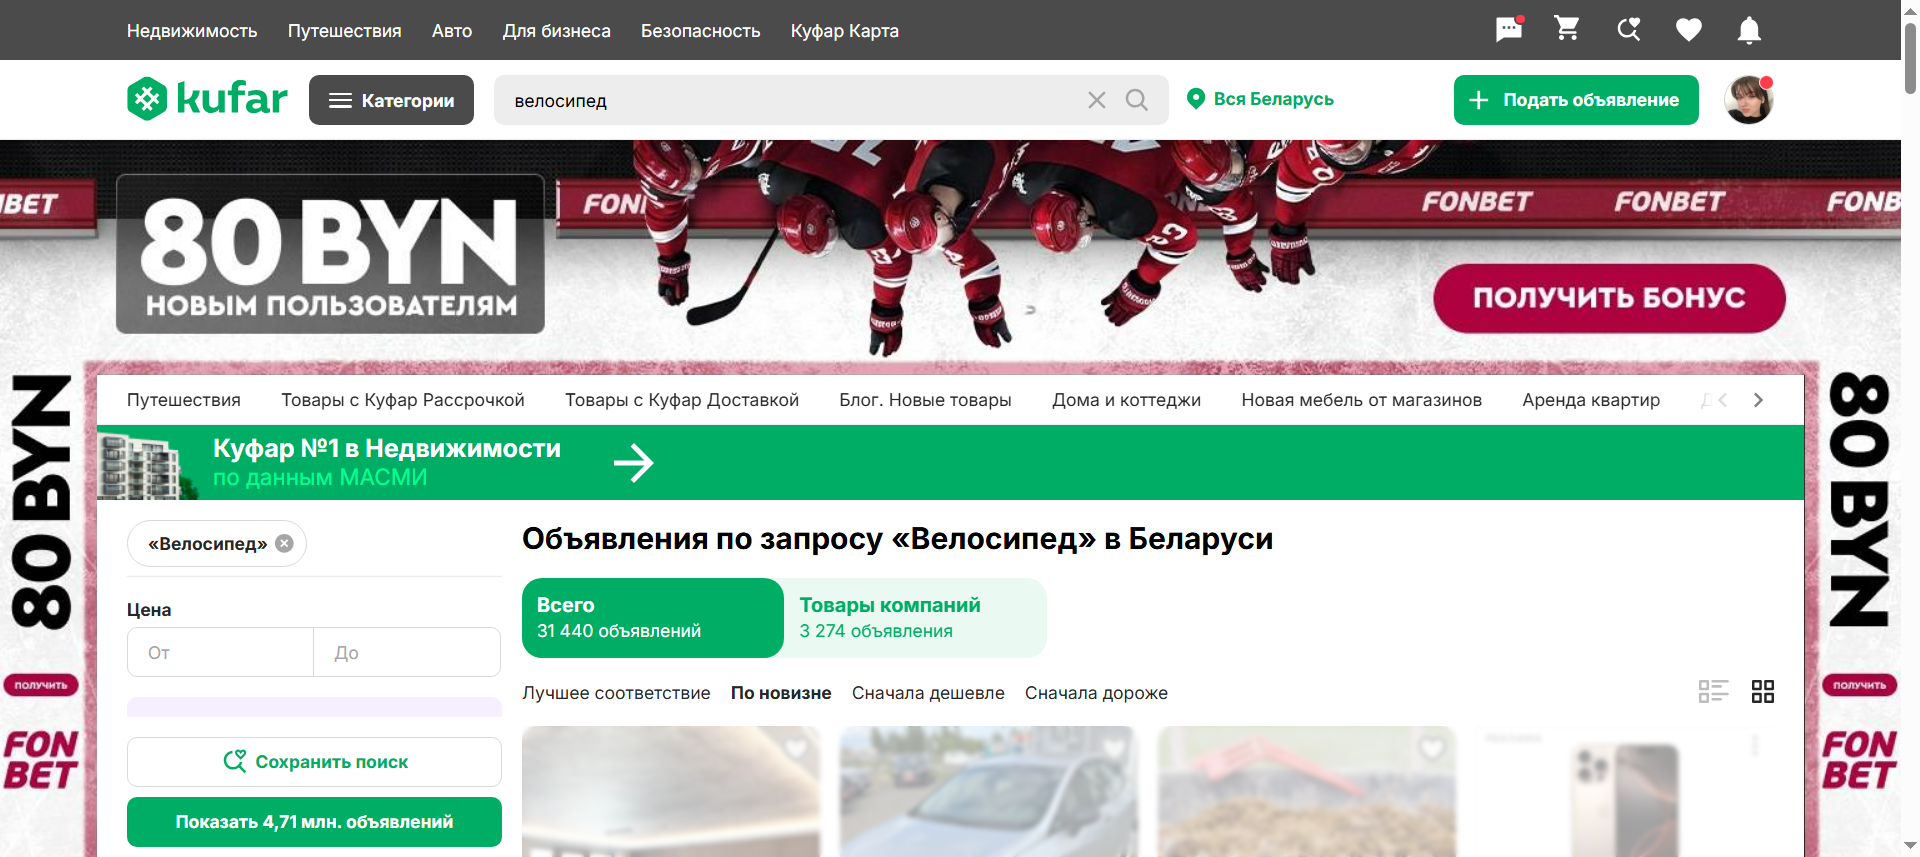 Недвижимость Путешествия Авто Для бизнеса Безопасность Куфар Карта
kufar Категории велосипед Вся Беларусь Подать объявление
FONBET FONBET
80 BYN
НОВЫМ ПОЛЬЗОВАТЕЛЯМ
ПОЛУЧИТЬ БОНУС
Путешествия Товары с Куфар Рассрочкой Товары с Куфар Доставкой Блог. Новые товары Дома и коттеджи Новая мебель от магазинов Аренда квартир
80 BYN
80 BYN
Куфар №1 в Недвижимости
по данным МАСМИ
«Велосипед»
Объявления по запросу «Велосипед» в Беларуси
Цена
От До
Всего
31 440 объявлений
Товары компаний
3 274 объявления
Лучшее соответствие По новизне Сначала дешевле Сначала дороже
ПОЛУЧИТЬ
ПОЛУЧИТЬ
FON
BET
FON
BET
Сохранить поиск
Показать 4,71 млн. объявлений